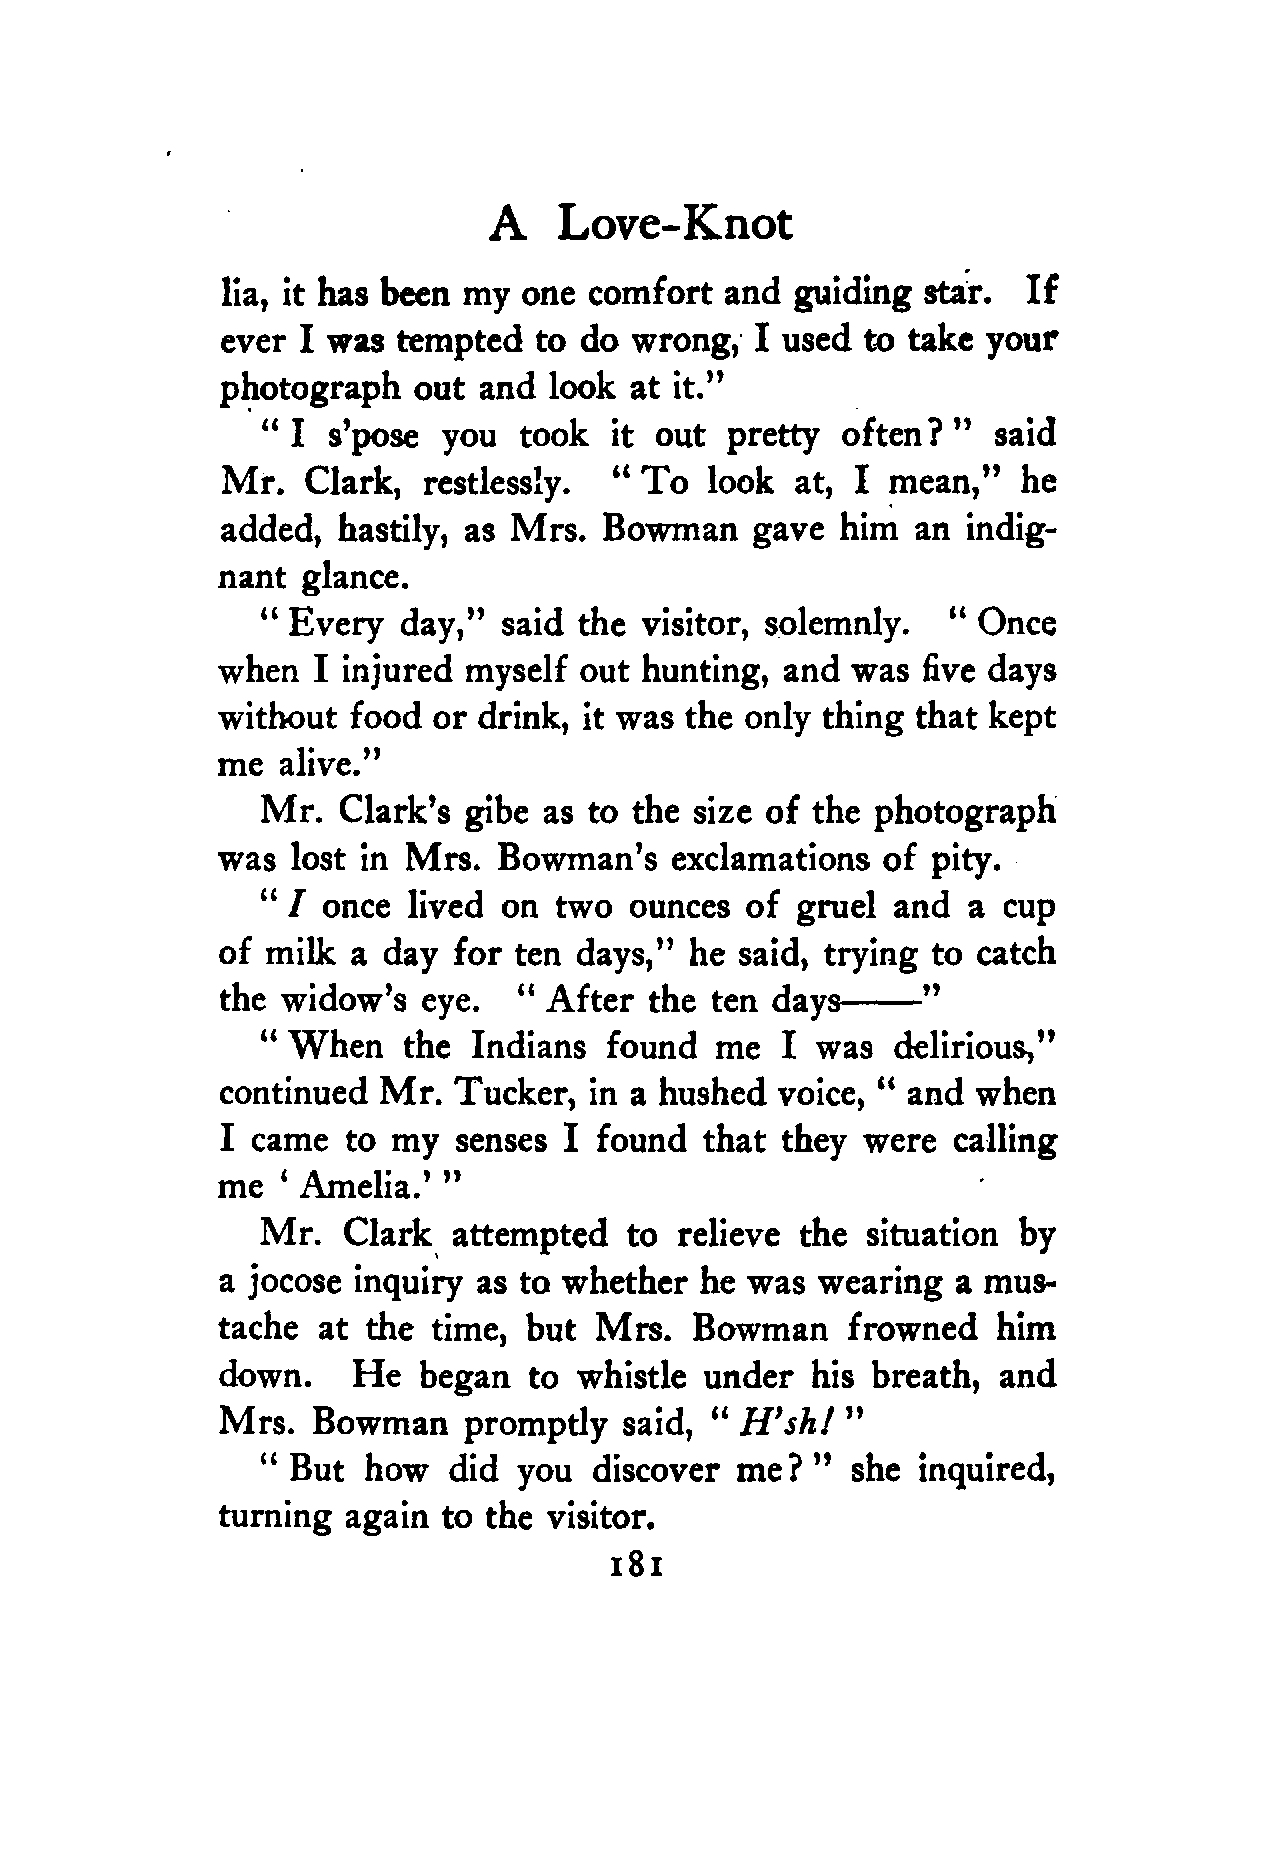 A Love-Knot
lia, it has been my one comfort and guiding star. If
ever I was tempted to do wrong, I used to take your
photograph out and look at it."
" I s'pose you took it out pretty often? " said
Mr. Clark, restlessly. " To look at, I mean," he
added, hastily, as Mrs. Bowman gave him an indig-
nant glance.
" Every day," said the visitor, solemnly. " Once
when I injured myself out hunting, and was five days
without food or drink, it was the only thing that kept
me alive."
Mr. Clark's gibe as to the size of the photograph
was lost in Mrs. Bowman's exclamations of pity.
" I once lived on two ounces of gruel and a cup
of milk a day for ten days," he said, trying to catch
the widow's eye. " After the ten days——"
" When the Indians found me I was delirious,"
continued Mr. Tucker, in a hushed voice, " and when
I came to my senses I found that they were calling
me ' Amelia.' "
Mr. Clark attempted to relieve the situation by
a jocose inquiry as to whether he was wearing a mus-
tache at the time, but Mrs. Bowman frowned him
down. He began to whistle under his breath, and
Mrs. Bowman promptly said, " H'sh! "
" But how did you discover me? " she inquired,
turning again to the visitor.
181